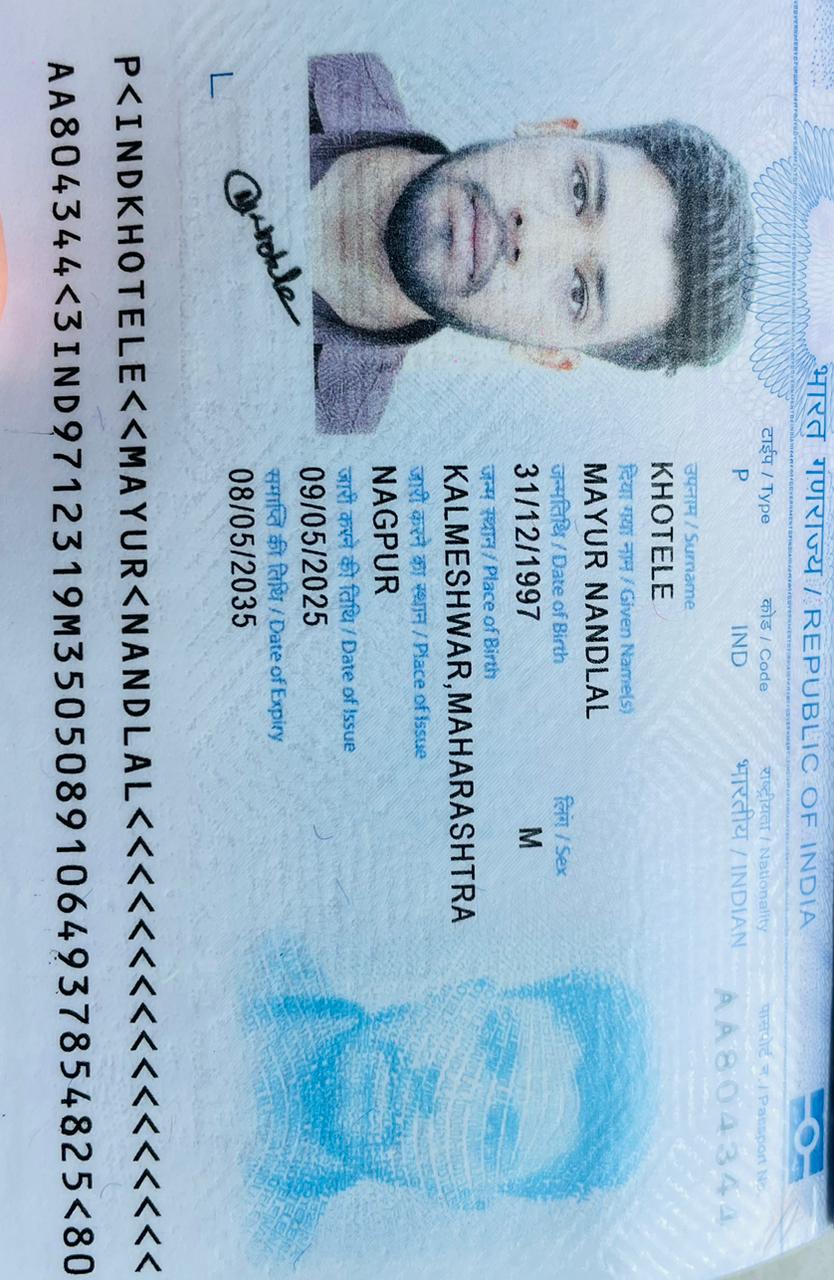 भारत गणराज्य / REPUBLIC OF INDIA
टाईप / Type
कोड / Code
राष्ट्रीयता / Nationality
पासपोर्ट न. / Passport No.
P
IND
भारतीय / INDIAN
AA804344
उपनाम / Surname
KHOTELE
दिया गया नाम / Given Name(s)
MAYUR NANDLAL
जन्मतिथि / Date of Birth
लिंग / Sex
31/12/1997
M
जन्म स्थान / Place of Birth
KALMESHWAR,MAHARASHTRA
जारी करने का स्थान / Place of Issue
NAGPUR
जारी करने की तिथि / Date of Issue
09/05/2025
समाप्ति की तिथि / Date of Expiry
08/05/2035
P<INDKHOTELE<<MAYUR<NANDLAL<<<<<<<<<<<<<<<<<
AA804344<3IND9712319M35050891064937854825<80